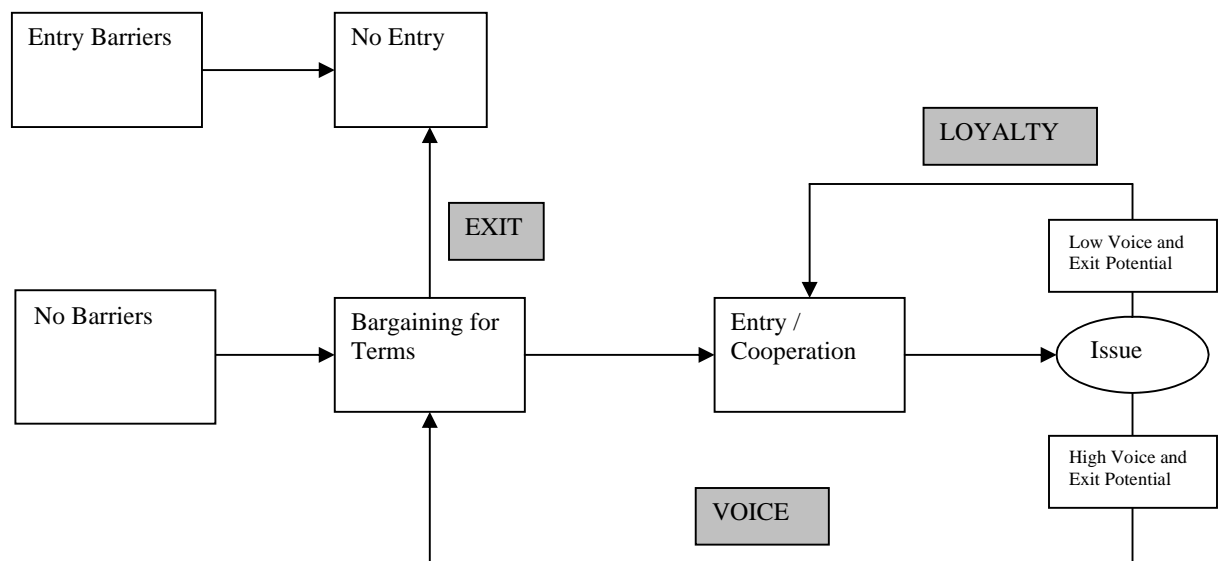 Entry Barriers
No Entry
LOYALTY
EXIT
Low Voice and
Exit Potential
No Barriers
Bargaining for
Terms
Entry /
Cooperation
Issue
High Voice and
Exit Potential
VOICE